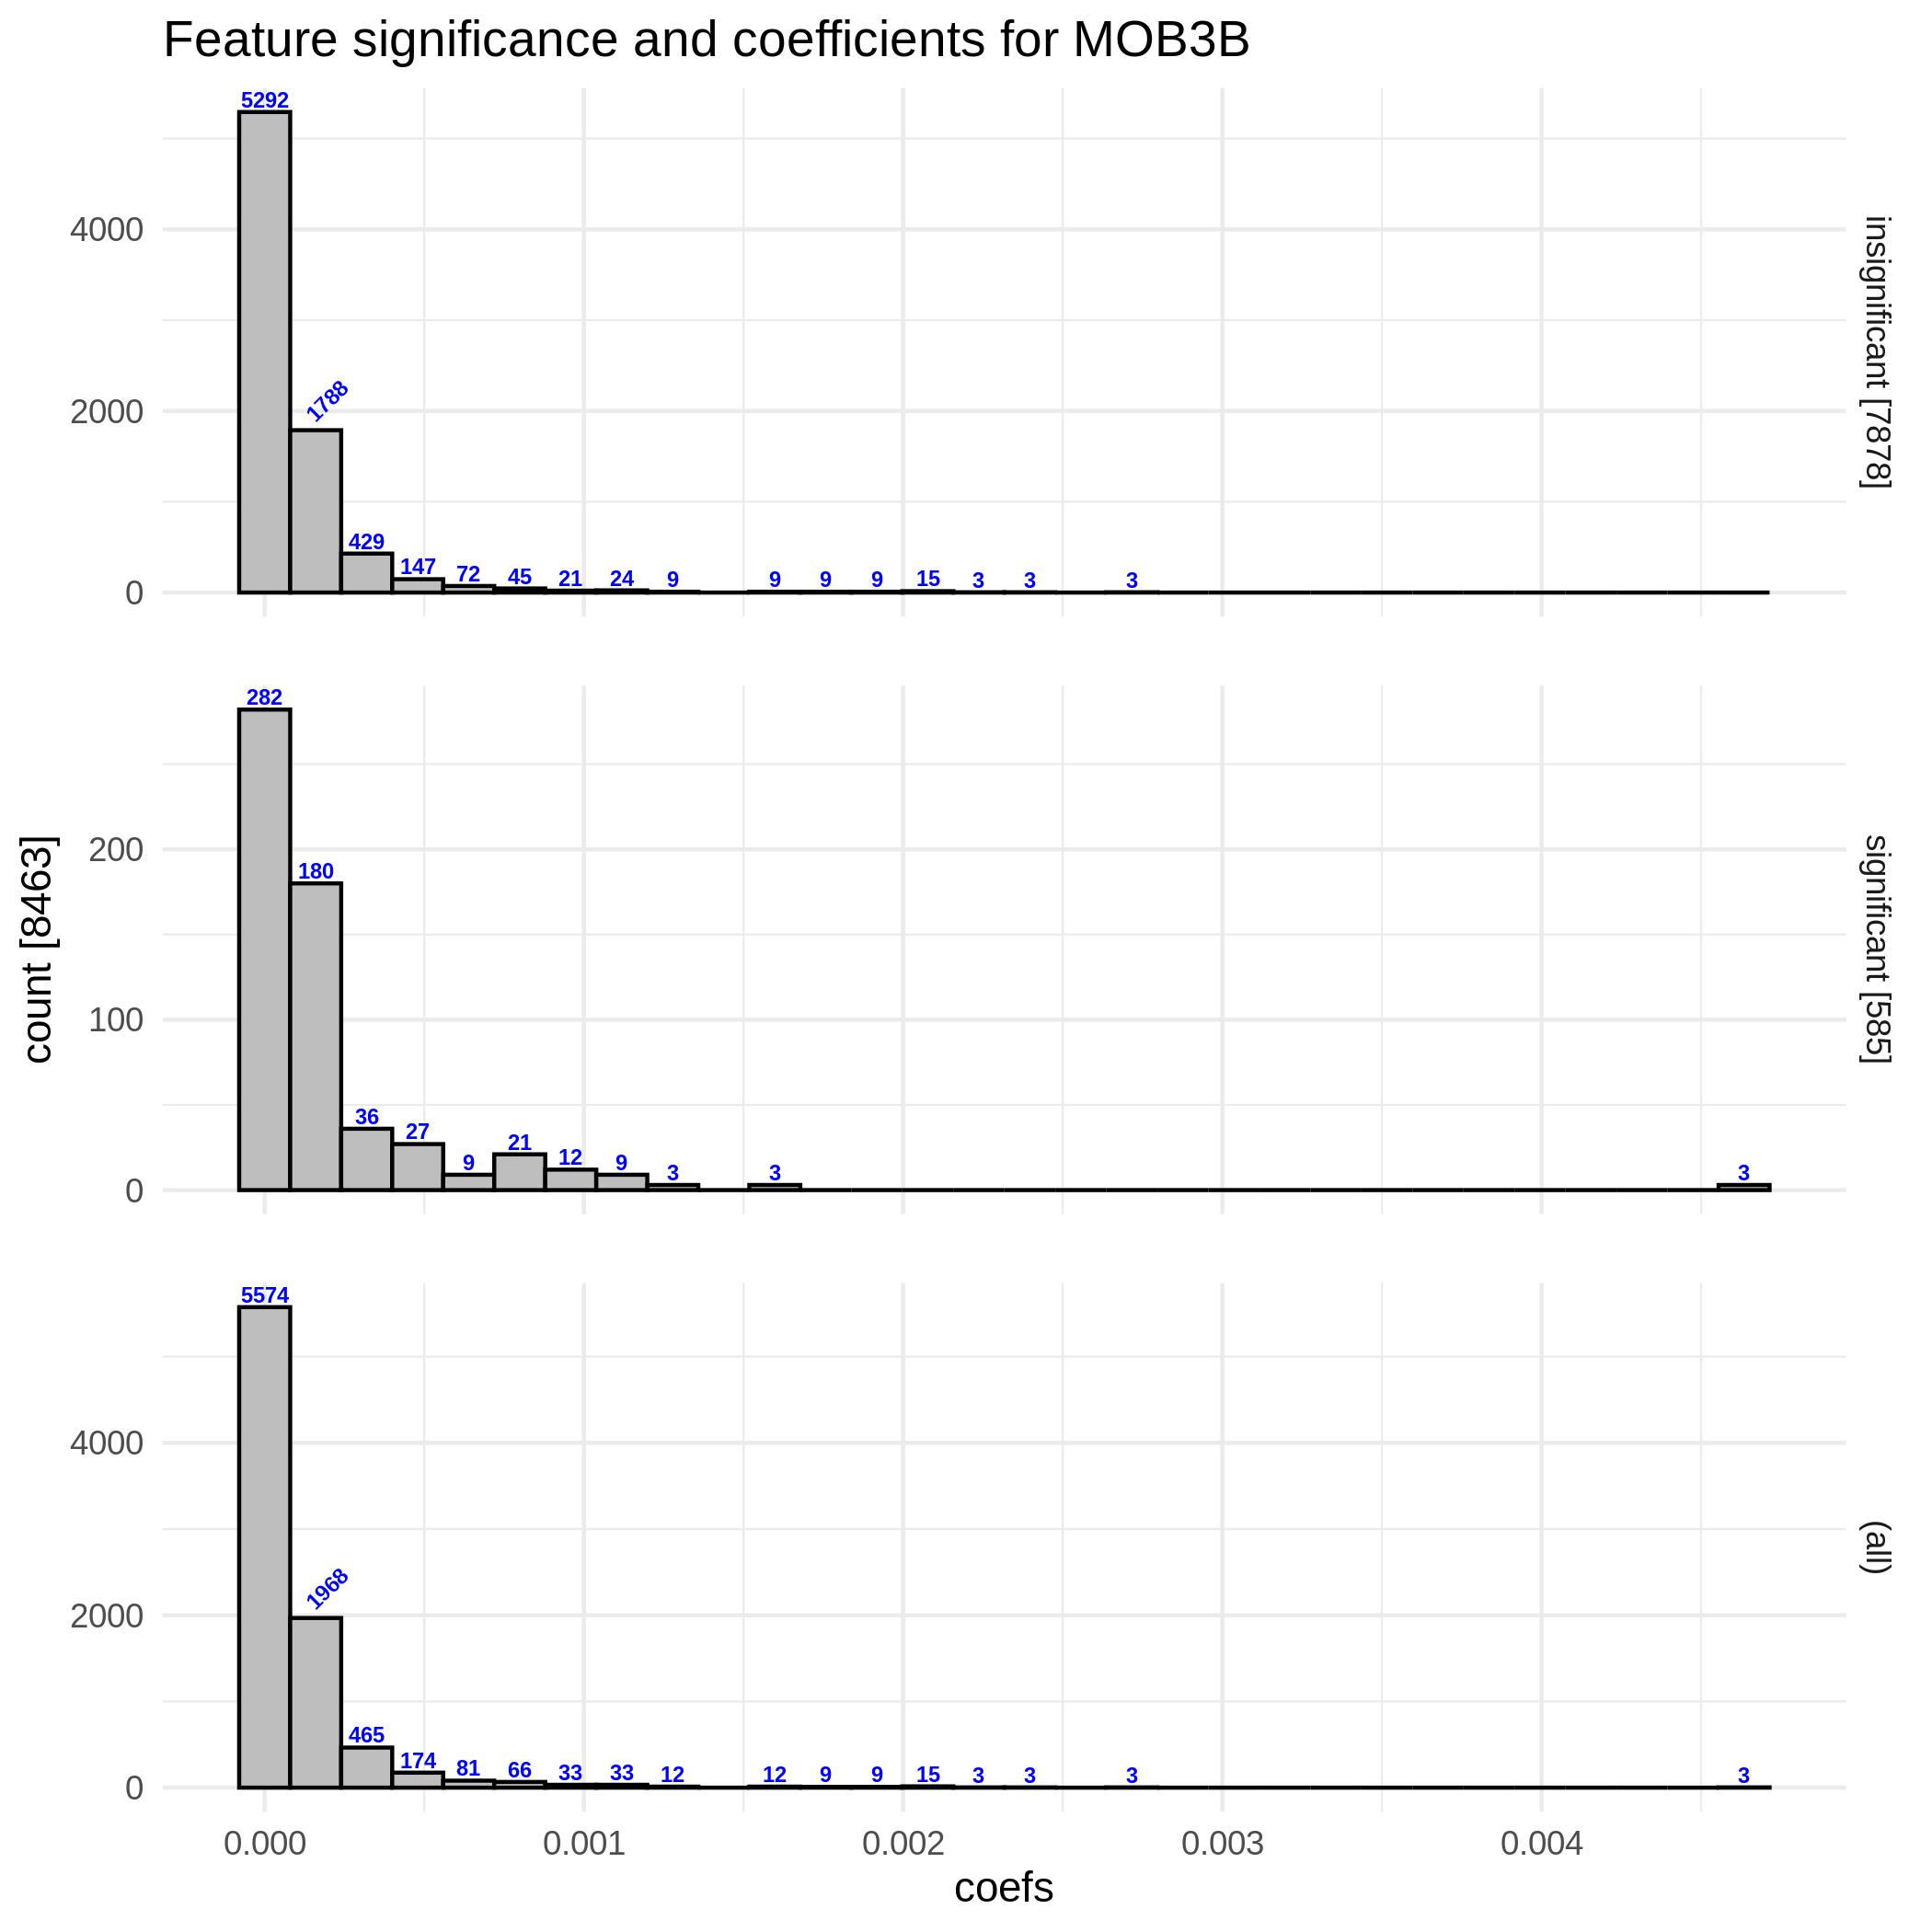 Feature significance and coefficients for MOB3B
count [8463]
5292
1788
429 147 72 45 21 24 9 9 9 9 15 3 3 3
4000
2000
0
insignificant [7878]
282
180
36 27 9 21 12 9 3 3 3
200
100
0
significant [585]
5574
1968
465 174 81 66 33 33 12 12 9 9 15 3 3 3 3
4000
2000
0
(all)
0.000 0.001 0.002 0.003 0.004
coefs